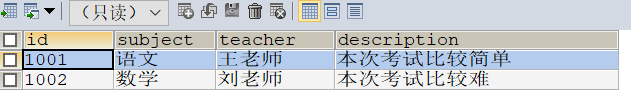 （只读）
id subject teacher description
1001 语文 王老师 本次考试比较简单
1002 数学 刘老师 本次考试比较难